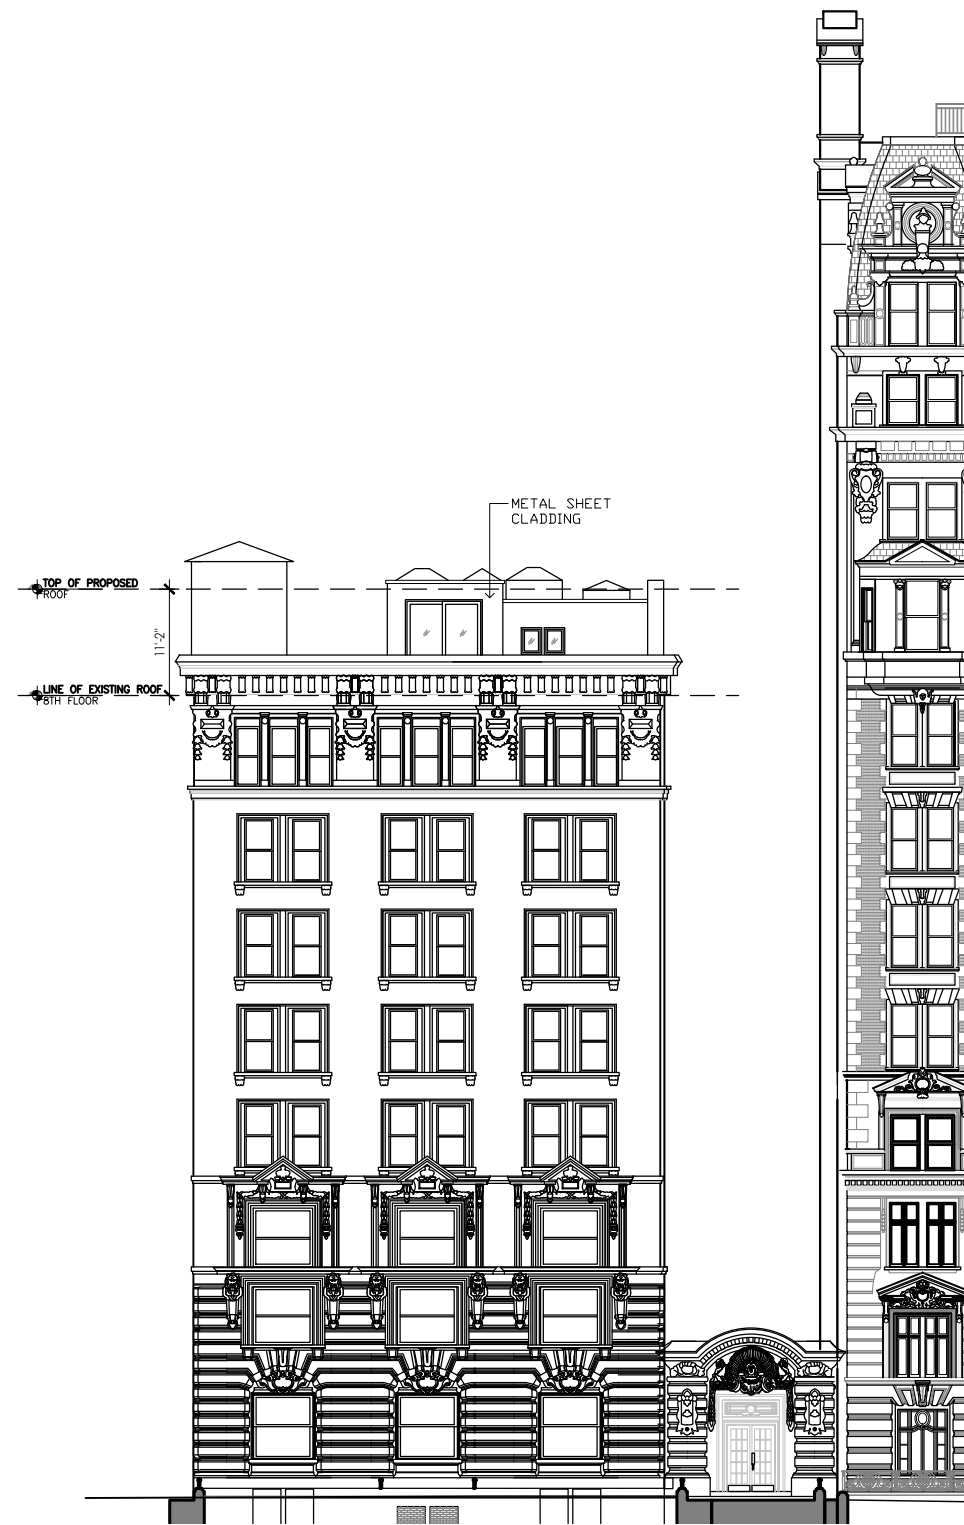 METAL SHEET
CLADDING
TOP OF PROPOSED
ROOF
11'-2"
LINE OF EXISTING ROOF
8TH FLOOR